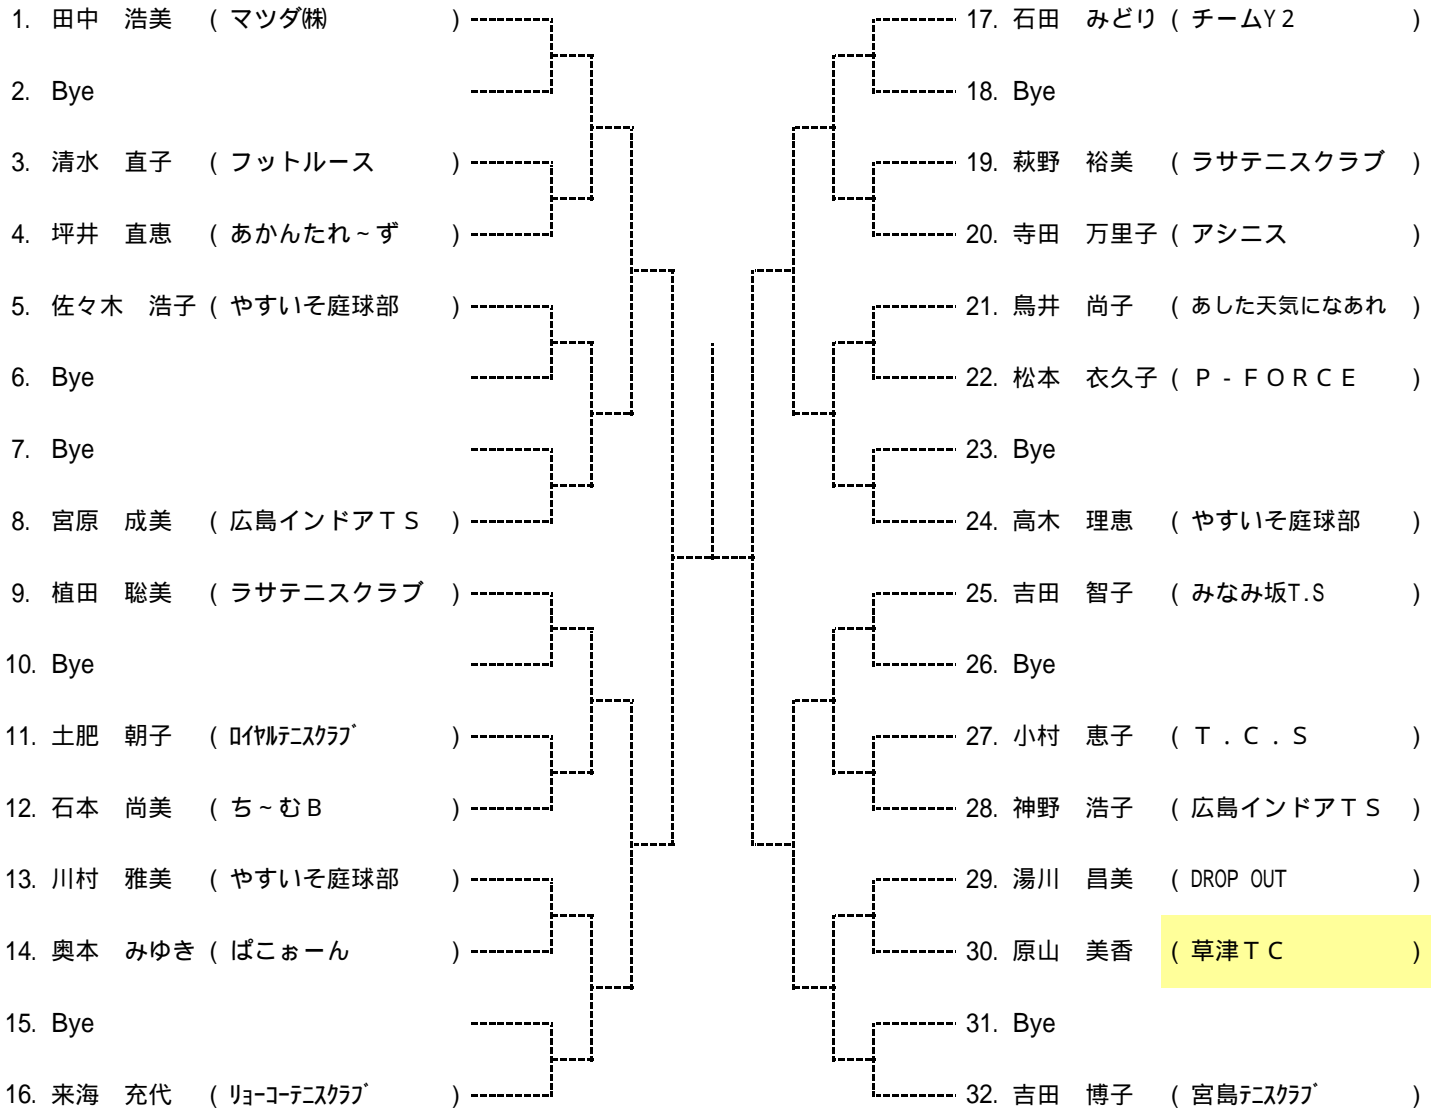 1. 田中 浩美 ( マツダ㈱ )
2. Bye
3. 清水 直子 ( フットルース )
4. 坪井 直恵 ( あかんたれ～ず )
5. 佐々木 浩子 ( やすいそ庭球部 )
6. Bye
7. Bye
8. 宮原 成美 ( 広島インドアＴＳ )
9. 植田 聡美 ( ラサテニスクラブ )
10. Bye
11. 土肥 朝子 ( ﾛｲﾔﾙﾃﾆｽｸﾗﾌﾞ )
12. 石本 尚美 ( ち～むＢ )
13. 川村 雅美 ( やすいそ庭球部 )
14. 奥本 みゆき ( ぱこぉーん )
15. Bye
16. 来海 充代 ( ﾘｮｰｺｰﾃﾆｽｸﾗﾌﾞ )
17. 石田 みどり ( チームY2 )
18. Bye
19. 萩野 裕美 ( ラサテニスクラブ )
20. 寺田 万里子 ( アシニス )
21. 鳥井 尚子 ( あした天気になあれ )
22. 松本 衣久子 ( Ｐ-ＦＯＲＣＥ )
23. Bye
24. 高木 理恵 ( やすいそ庭球部 )
25. 吉田 智子 ( みなみ坂T.S )
26. Bye
27. 小村 恵子 ( Ｔ．Ｃ．Ｓ )
28. 神野 浩子 ( 広島インドアＴＳ )
29. 湯川 昌美 ( DROP OUT )
30. 原山 美香 ( 草津ＴＣ )
31. Bye
32. 吉田 博子 ( 宮島ﾃﾆｽｸﾗﾌﾞ )